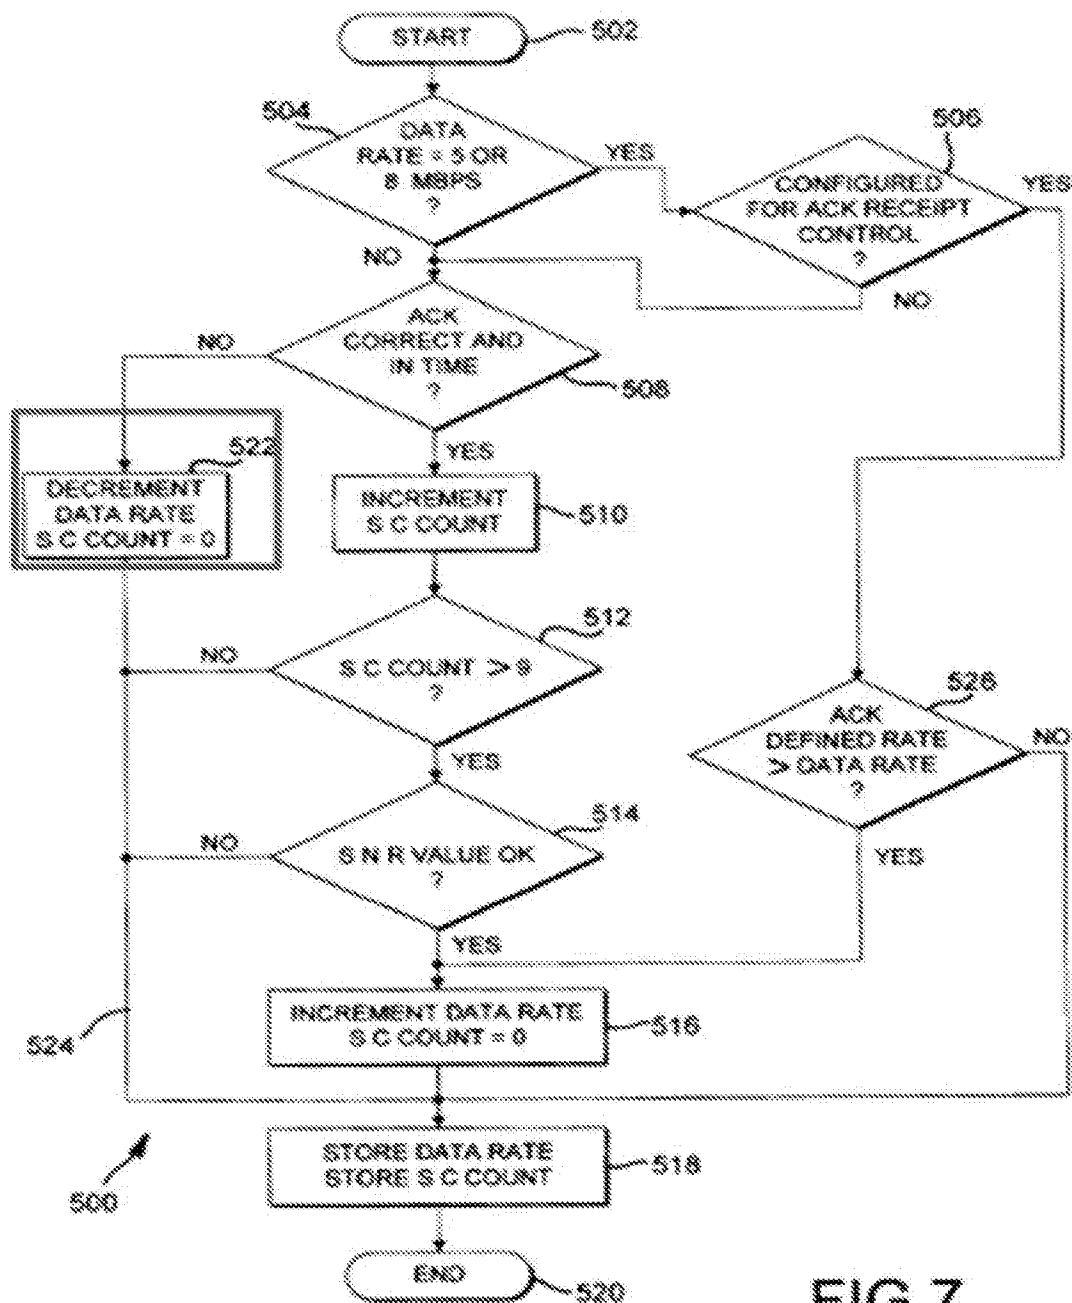 START
502
504
DATA
RATE = 5 OR
8 MBPS
?
YES
506
CONFIGURED
FOR ACK RECEIPT
CONTROL
?
YES
NO
NO
ACK
CORRECT AND
IN TIME
?
NO
508
YES
522
DECREMENT
DATA RATE
S C COUNT = 0
INCREMENT
S C COUNT
510
512
NO
S C COUNT > 9
?
YES
526
ACK
DEFINED RATE
> DATA RATE
?
NO
YES
514
NO
S N R VALUE OK
?
YES
INCREMENT DATA RATE
S C COUNT = 0
516
524
STORE DATA RATE
STORE S C COUNT
518
500
END
520
FIG.7